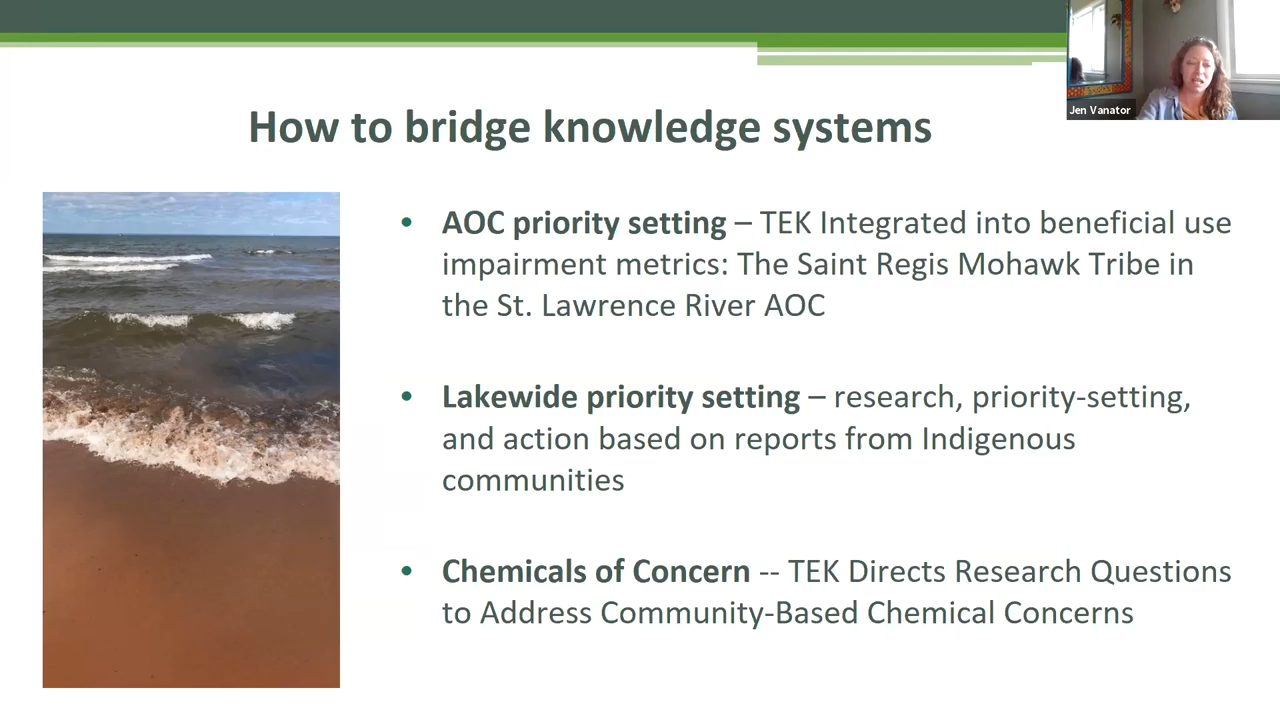 Jen Vanator
How to bridge knowledge systems
• AOC priority setting – TEK Integrated into beneficial use
impairment metrics: The Saint Regis Mohawk Tribe in
the St. Lawrence River AOC
• Lakewide priority setting – research, priority-setting,
and action based on reports from Indigenous
communities
• Chemicals of Concern -- TEK Directs Research Questions
to Address Community-Based Chemical Concerns